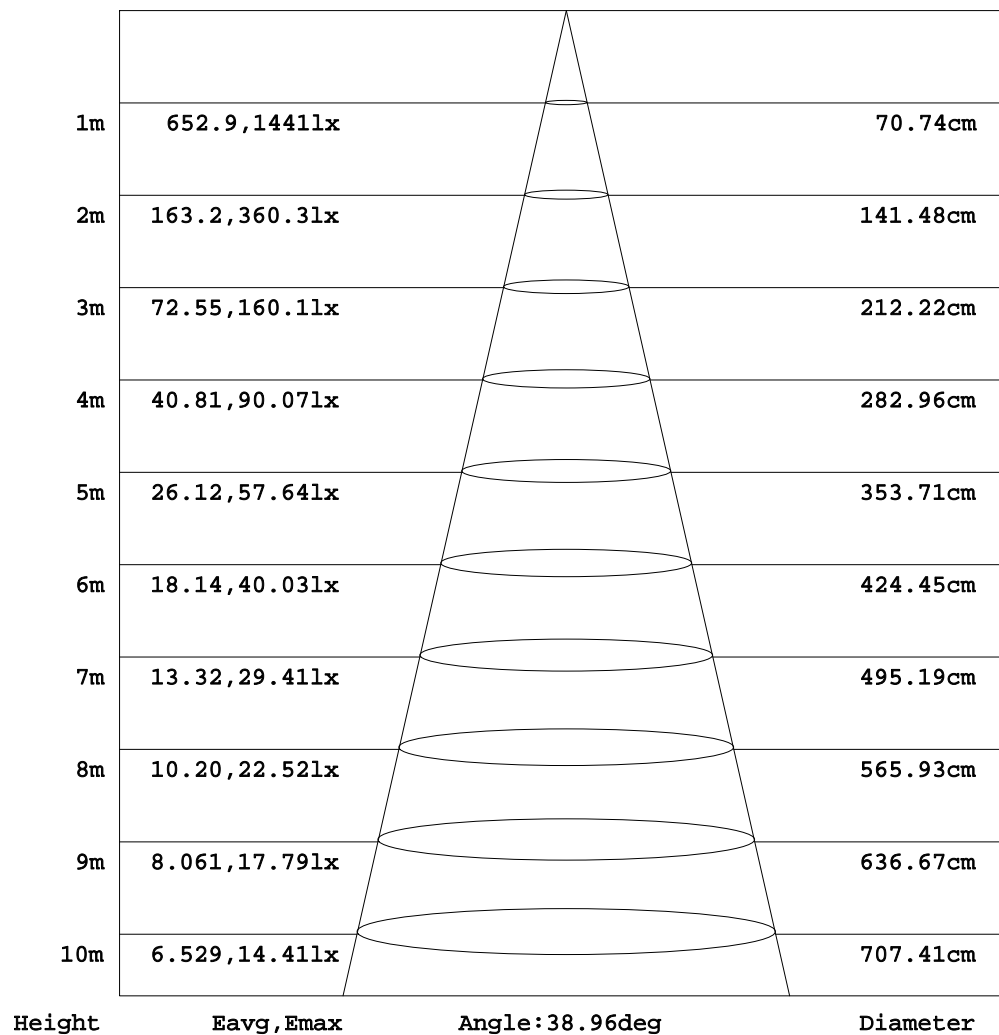 1m 652.9,1441lx 70.74cm
2m 163.2,360.3lx 141.48cm
3m 72.55,160.1lx 212.22cm
4m 40.81,90.07lx 282.96cm
5m 26.12,57.64lx 353.71cm
6m 18.14,40.03lx 424.45cm
7m 13.32,29.41lx 495.19cm
8m 10.20,22.52lx 565.93cm
9m 8.061,17.79lx 636.67cm
10m 6.529,14.41lx 707.41cm
Height Eavg,Emax Angle:38.96deg Diameter